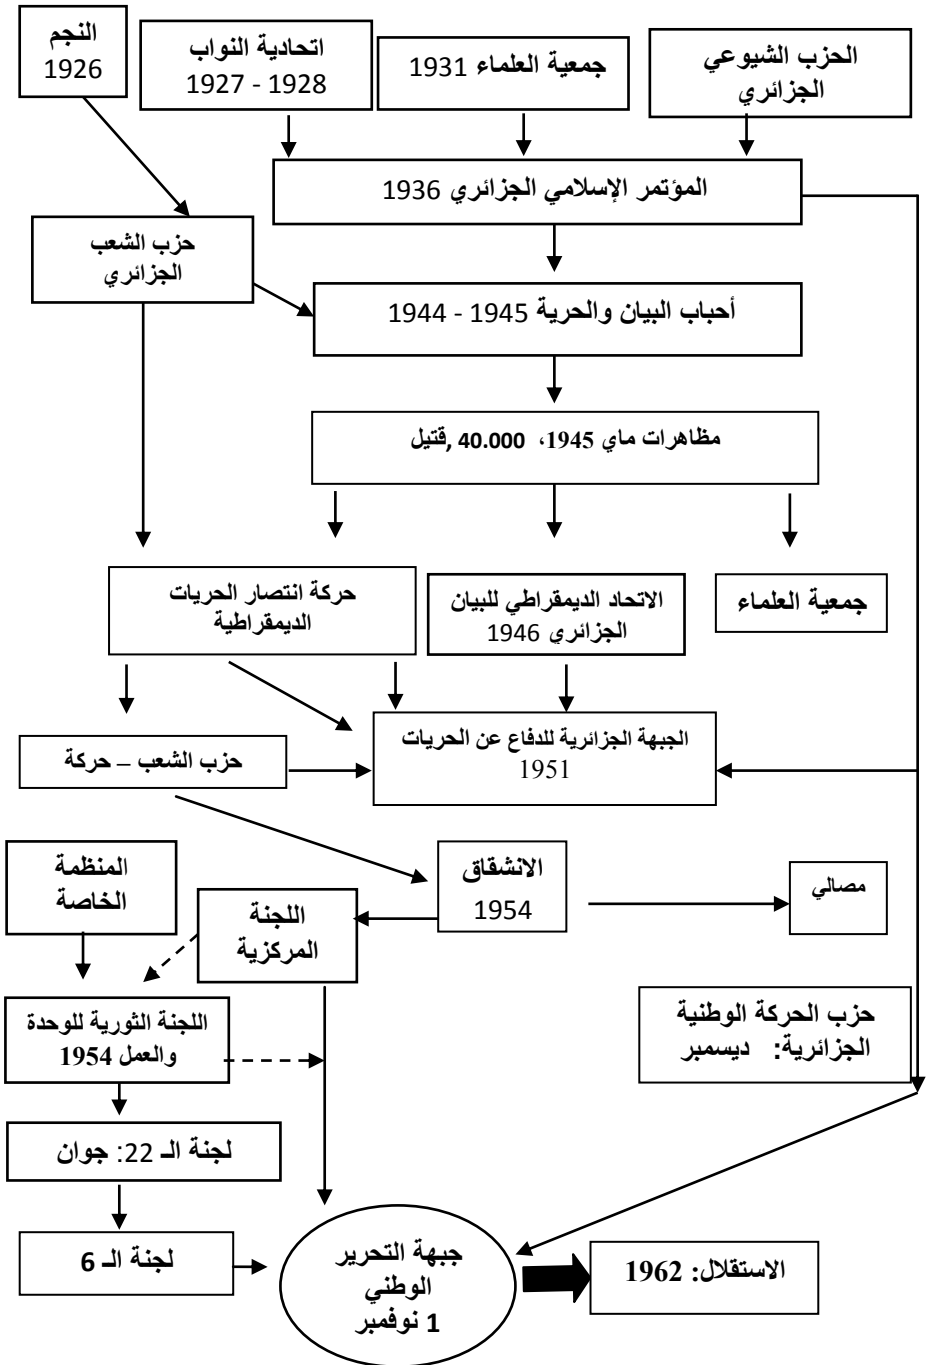 النجم
1926
اتحادية النواب
1927 - 1928
جمعية العلماء 1931
الحزب الشيوعي
الجزائري
المؤتمر الإسلامي الجزائري 1936
حزب الشعب
الجزائري
أحباب البيان والحرية 1945 - 1944
مظاهرات ماي 1945، 40.000 ,قتيل
حركة انتصار الحريات
الديمقراطية
الاتحاد الديمقراطي للبيان
الجزائري 1946
جمعية العلماء
الجبهة الجزائرية للدفاع عن الحريات
1951
حزب الشعب – حركة
المنظمة
الخاصة
اللجنة
المركزية
الانشقاق
1954
مصالي
اللجنة الثورية للوحدة
والعمل 1954
حزب الحركة الوطنية
الجزائرية: ديسمبر
لجنة الـ 22: جوان
لجنة الـ 6
جبهة التحرير
الوطني
1 نوفمبر
الاستقلال: 1962